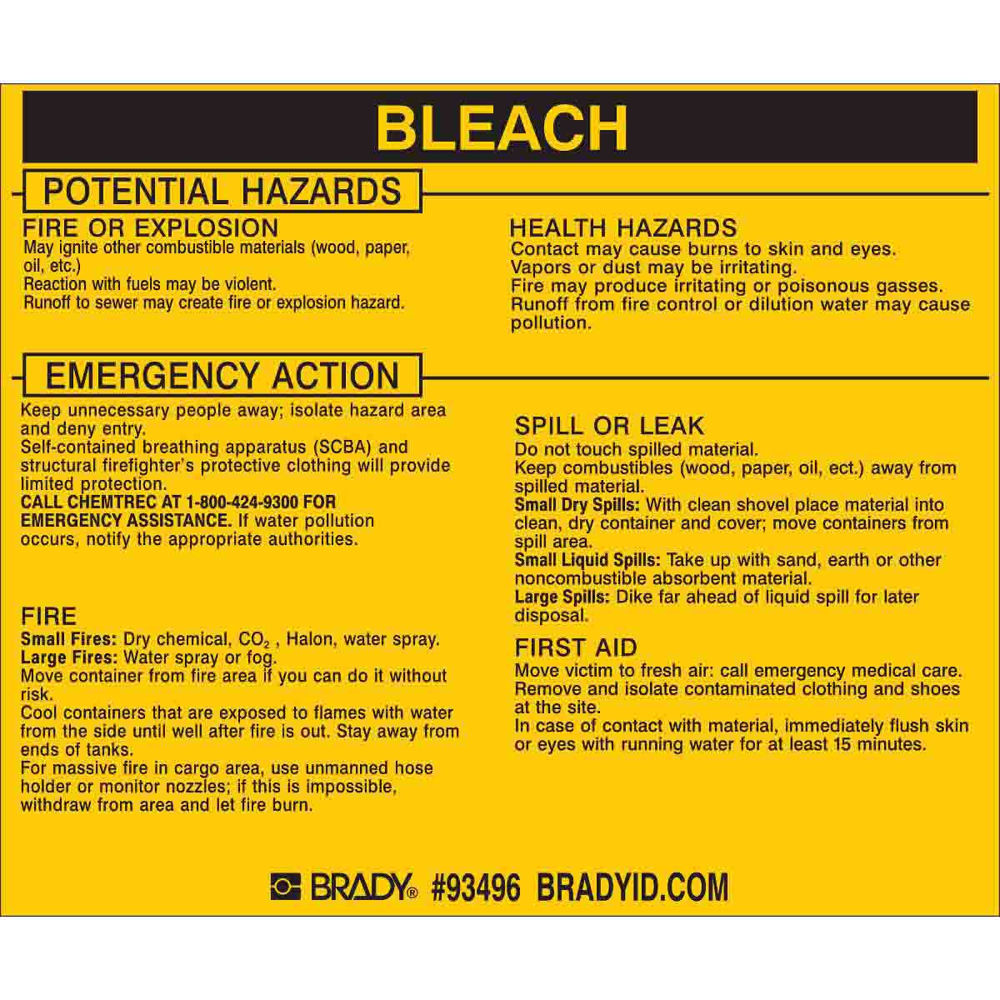 BLEACH
POTENTIAL HAZARDS
FIRE OR EXPLOSION
May ignite other combustible materials (wood, paper,
oil, etc.)
Reaction with fuels may be violent.
Runoff to sewer may create fire or explosion hazard.
HEALTH HAZARDS
Contact may cause burns to skin and eyes.
Vapors or dust may be irritating.
Fire may produce irritating or poisonous gasses.
Runoff from fire control or dilution water may cause
pollution.
EMERGENCY ACTION
Keep unnecessary people away; isolate hazard area
and deny entry.
Self-contained breathing apparatus (SCBA) and
structural firefighter's protective clothing will provide
limited protection.
CALL CHEMTREC AT 1-800-424-9300 FOR
EMERGENCY ASSISTANCE. If water pollution
occurs, notify the appropriate authorities.
FIRE
Small Fires: Dry chemical, CO₂ , Halon, water spray.
Large Fires: Water spray or fog.
Move container from fire area if you can do it without
risk.
Cool containers that are exposed to flames with water
from the side until well after fire is out. Stay away from
ends of tanks.
For massive fire in cargo area, use unmanned hose
holder or monitor nozzles; if this is impossible,
withdraw from area and let fire burn.
SPILL OR LEAK
Do not touch spilled material.
Keep combustibles (wood, paper, oil, ect.) away from
spilled material.
Small Dry Spills: With clean shovel place material into
clean, dry container and cover; move containers from
spill area.
Small Liquid Spills: Take up with sand, earth or other
noncombustible absorbent material.
Large Spills: Dike far ahead of liquid spill for later
disposal.
FIRST AID
Move victim to fresh air: call emergency medical care.
Remove and isolate contaminated clothing and shoes
at the site.
In case of contact with material, immediately flush skin
or eyes with running water for at least 15 minutes.
BRADY® #93496 BRADYID.COM